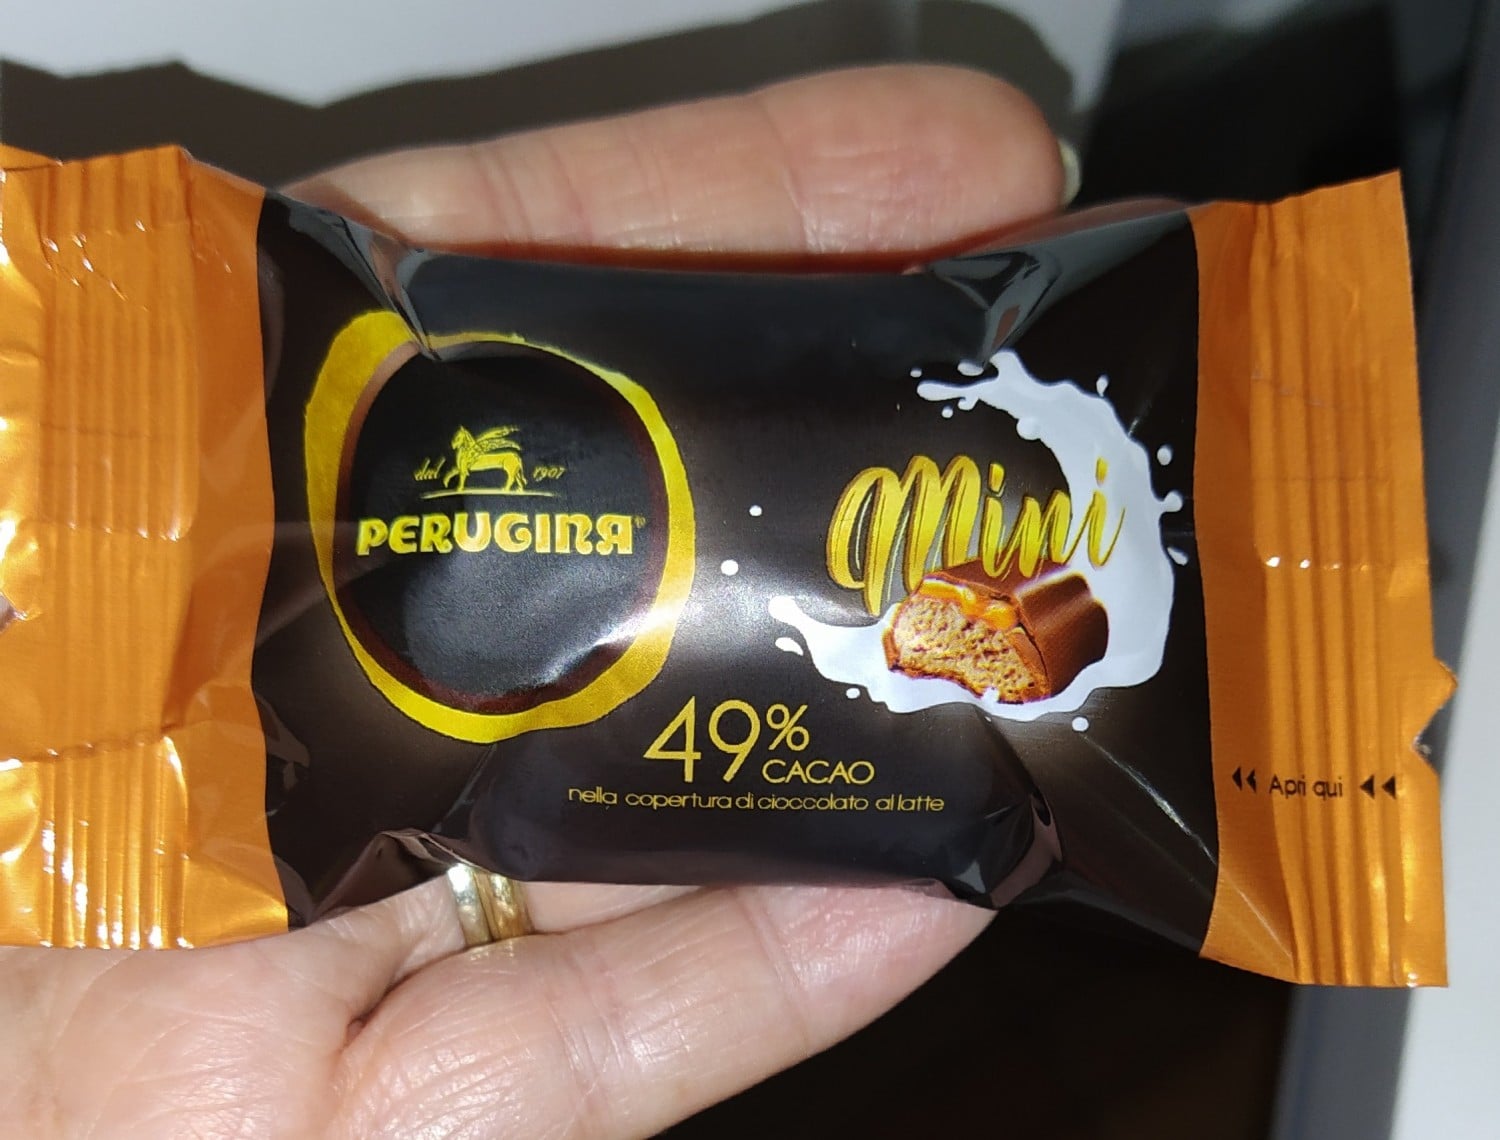 dal 1907
PERUGINA®
Mini
49% CACAO
nella copertura di cioccolato al latte
Apri qui